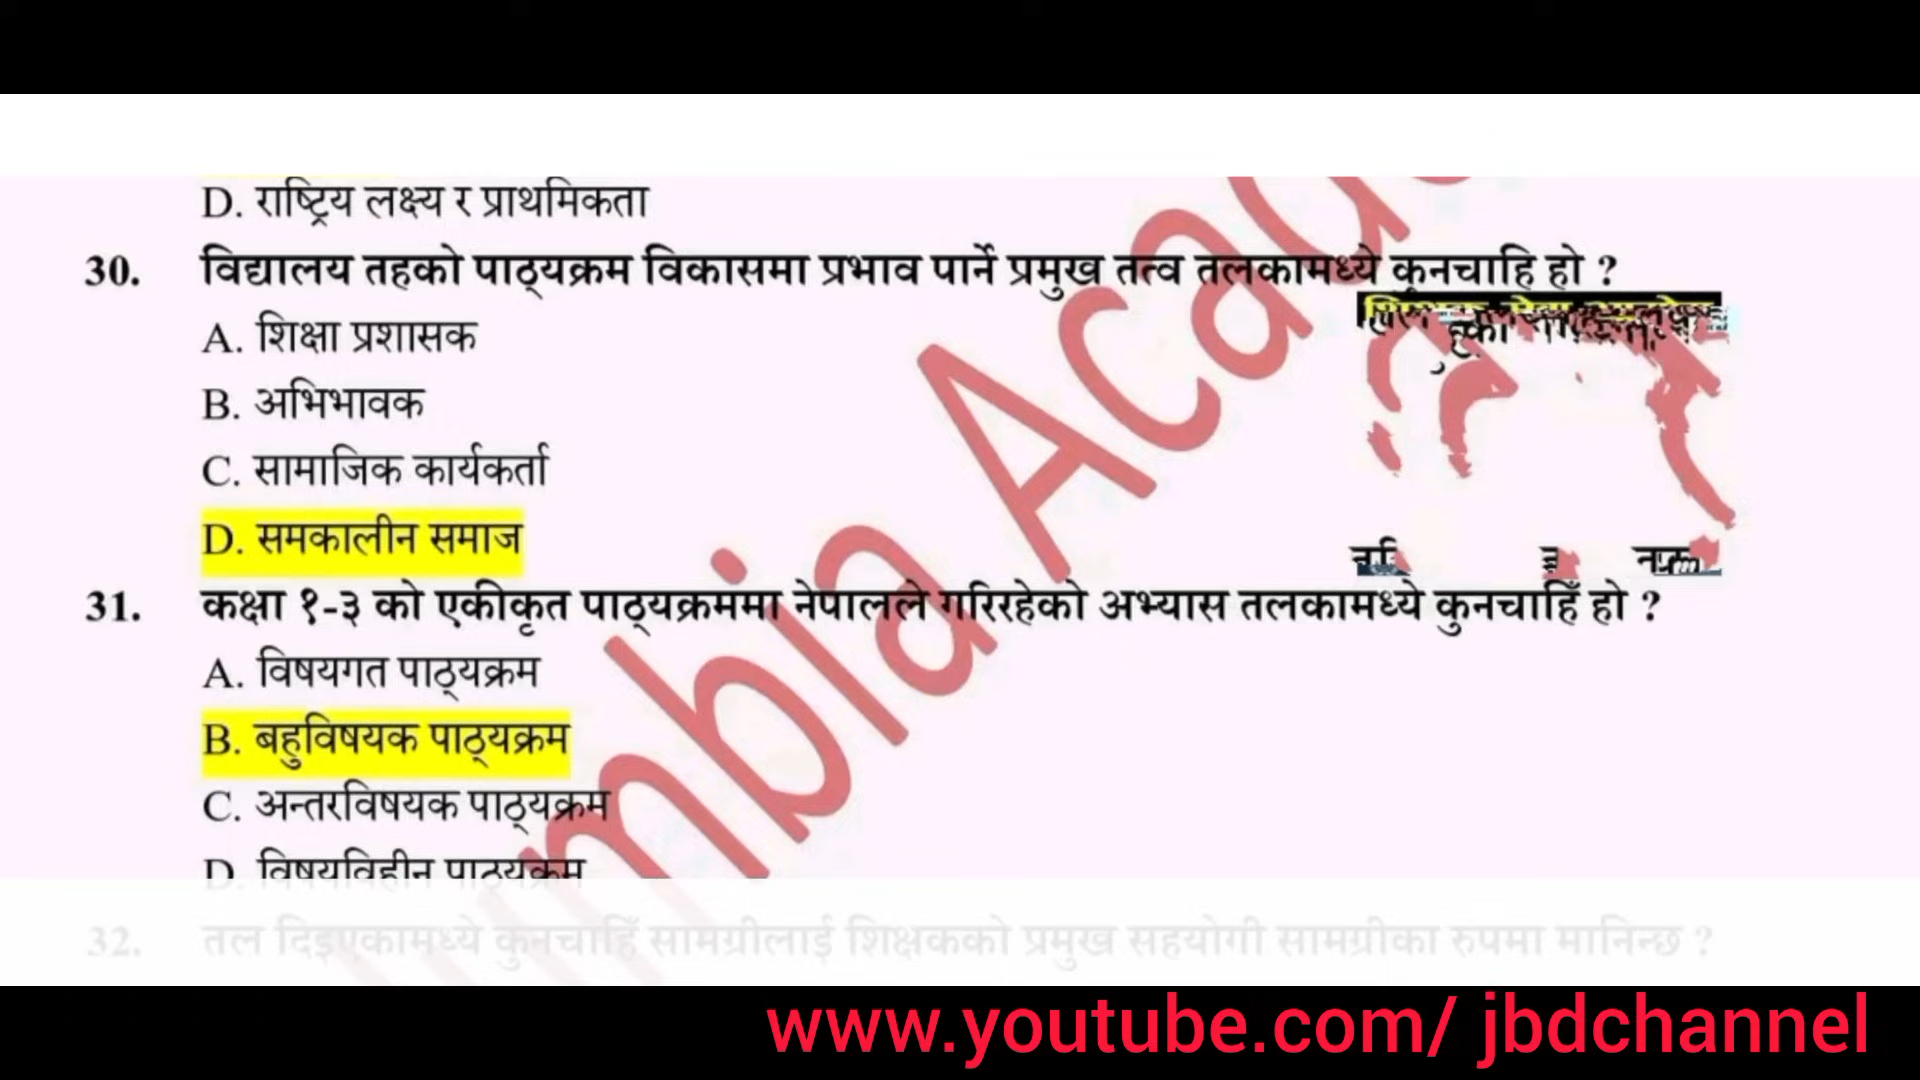 D. राष्ट्रिय लक्ष्य र प्राथमिकता
30. विद्यालय तहको पाठ्यक्रम विकासमा प्रभाव पार्ने प्रमुख तत्व तलकामध्ये कुनचाहि हो ?
A. शिक्षा प्रशासक
B. अभिभावक
C. सामाजिक कार्यकर्ता
D. समकालीन समाज
31. कक्षा १-३ को एकीकृत पाठ्यक्रममा नेपालले गरिरहेको अभ्यास तलकामध्ये कुनचाहिँ हो ?
A. विषयगत पाठ्यक्रम
B. बहुविषयक पाठ्यक्रम
C. अन्तरविषयक पाठ्यक्रम
D. विषयविहीन पाठ्यक्रम
32. तल दिइएकामध्ये कुनचाहिँ सामग्रीलाई शिक्षकको प्रमुख सहयोगी सामग्रीका रुपमा मानिन्छ ?
www.youtube.com/ jbdchannel